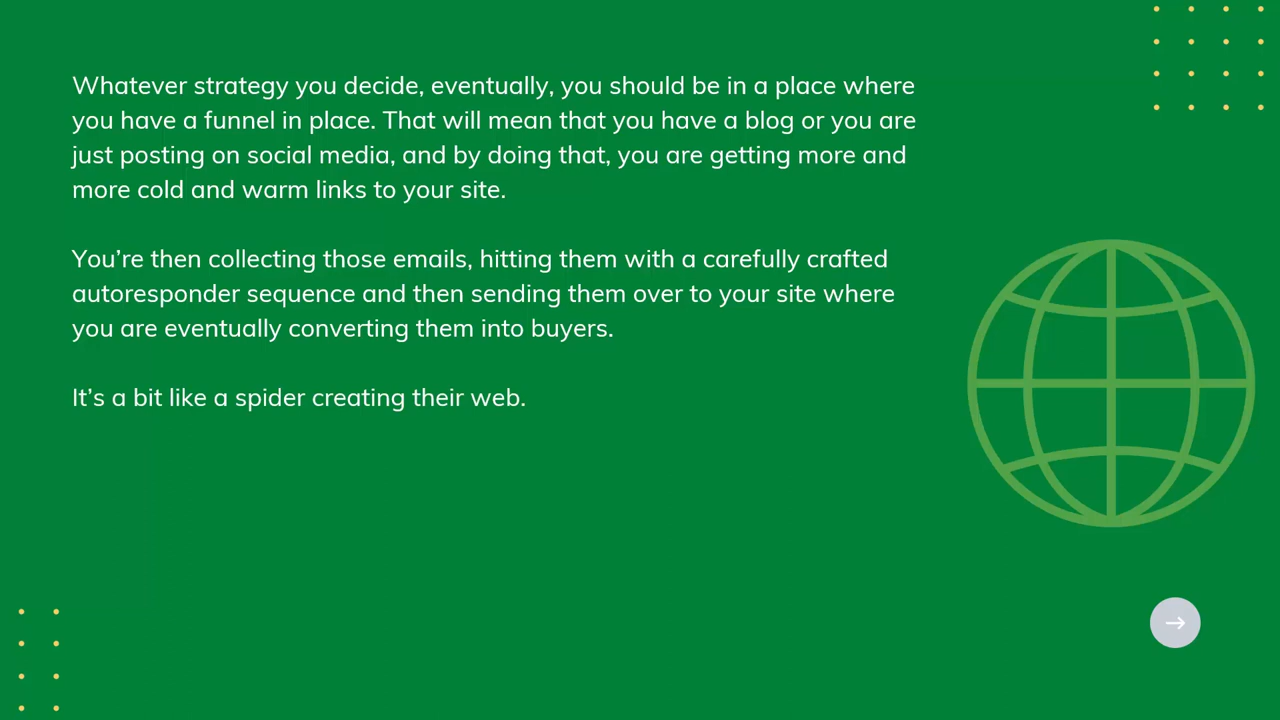 Whatever strategy you decide, eventually, you should be in a place where
you have a funnel in place. That will mean that you have a blog or you are
just posting on social media, and by doing that, you are getting more and
more cold and warm links to your site.
You’re then collecting those emails, hitting them with a carefully crafted
autoresponder sequence and then sending them over to your site where
you are eventually converting them into buyers.
It’s a bit like a spider creating their web.